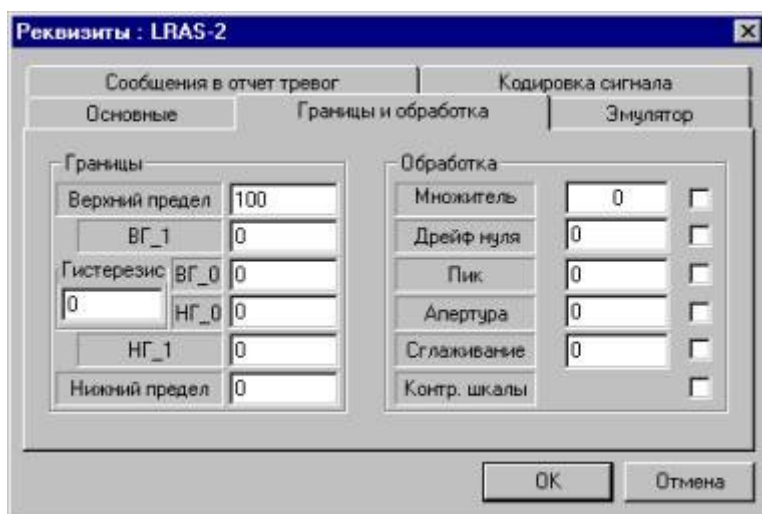 Реквизиты : LRAS-2
Сообщения в отчет тревог Кодировка сигнала
Основные Границы и обработка Эмулятор
Границы Обработка
Верхний предел 100 Множитель 0
ВГ_1 0 Дрейф нуля 0
Гистерезис ВГ_0 0 Пик 0
0 НГ_0 0 Апертура 0
НГ_1 0 Сглаживание 0
Нижний предел 0 Контр. шкалы
OK Отмена